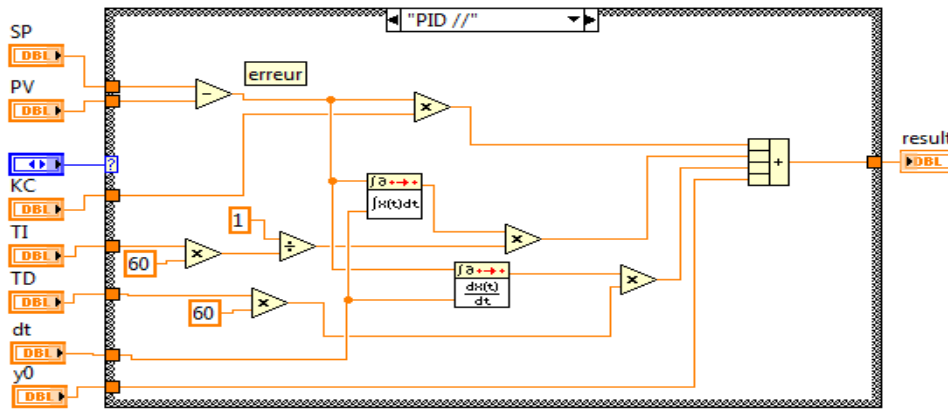 "PID //"
SP
DBL
erreur
PV
DBL
-
×
result
DBL
+
?
KC
DBL
∫∂
∫x(t)dt
1
TI
DBL
×
÷
×
60
TD
DBL
∫∂
dx(t)
dt
×
60
×
dt
DBL
y0
DBL